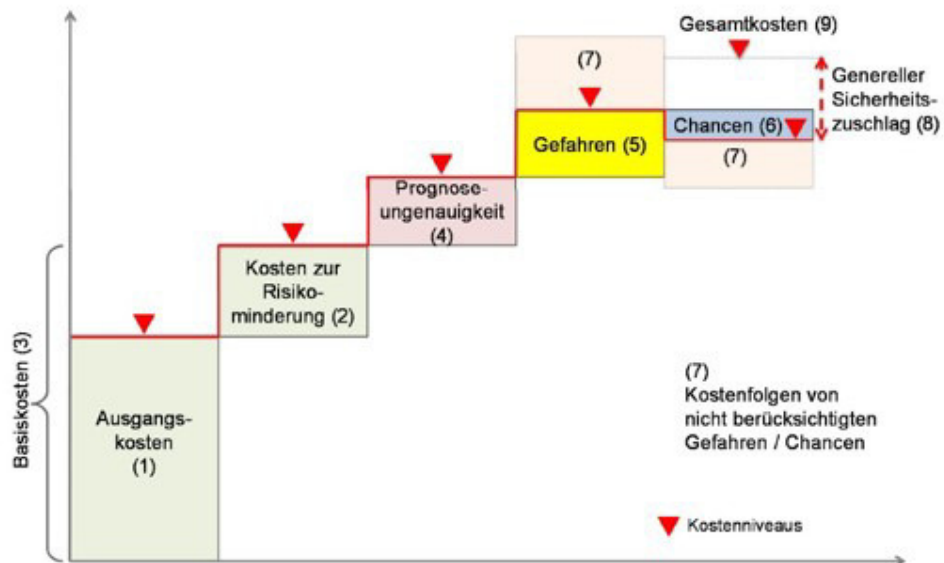 Gesamtkosten (9)
(7)
Genereller
Sicherheits-
zuschlag (8)
Chancen (6)
Gefahren (5)
(7)
Prognose-
ungenauigkeit
(4)
Kosten zur
Risiko-
minderung (2)
Basiskosten (3)
Ausgangs-
kosten
(1)
(7)
Kostenfolgen von
nicht berücksichtigten
Gefahren / Chancen
Kostenniveaus